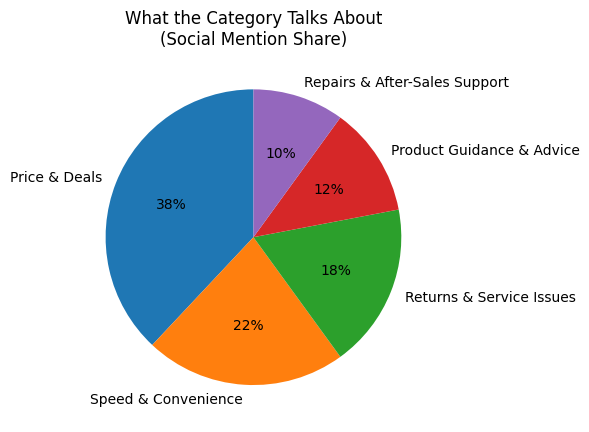 What the Category Talks About
(Social Mention Share)
Repairs & After-Sales Support
10%
Product Guidance & Advice
12%
Price & Deals
38%
18%
Returns & Service Issues
22%
Speed & Convenience